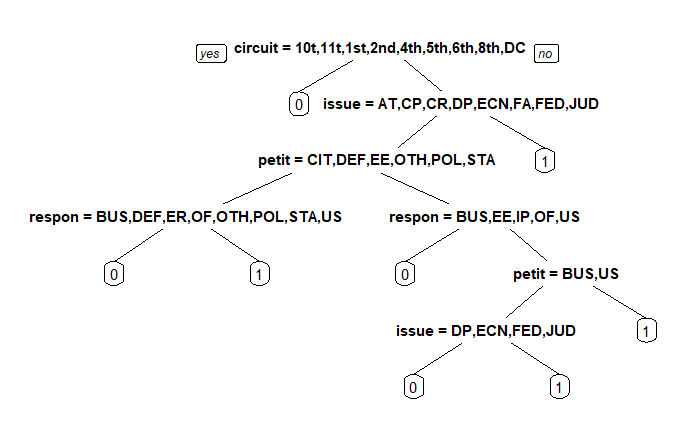 yes circuit = 10t,11t,1st,2nd,4th,5th,6th,8th,DC no
0 issue = AT,CP,CR,DP,ECN,FA,FED,JUD
petit = CIT,DEF,EE,OTH,POL,STA 1
respon = BUS,DEF,ER,OF,OTH,POL,STA,US respon = BUS,EE,IP,OF,US
0 1 0 petit = BUS,US
issue = DP,ECN,FED,JUD 1
0 1